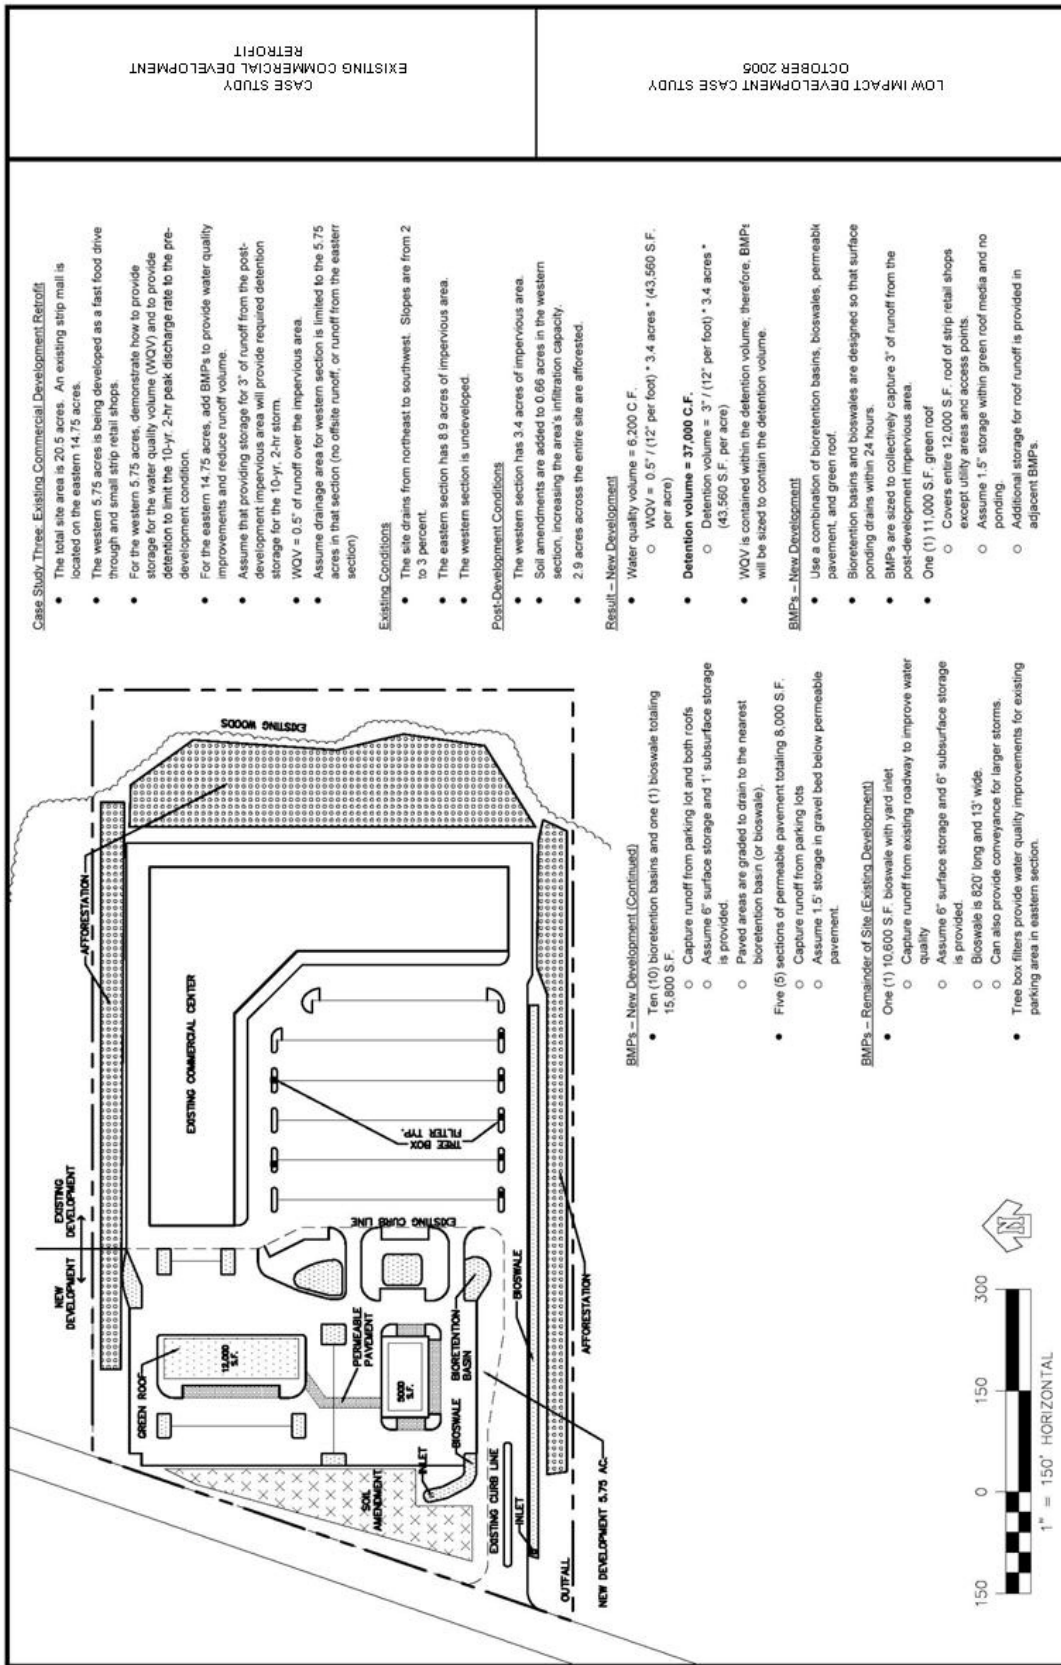 Case Study Three: Existing Commercial Development Retrofit
• The total site area is 20.5 acres. An existing strip mall is
located on the eastern 14.75 acres.
• The western 5.75 acres is being developed as a fast food drive
through and small strip retail shops.
• For the western 5.75 acres, demonstrate how to provide
storage for the water quality volume (WQV) and to provide
detention to limit the 10-yr, 2-hr peak discharge rate to the pre-
development condition.
• For the eastern 14.75 acres, add BMPs to provide water quality
improvements and reduce runoff volume.
• Assume that providing storage for 3" of runoff from the post-
development impervious area will provide required detention
storage for the 10-yr, 2-hr storm.
• WQV = 0.5" of runoff over the impervious area.
• Assume drainage area for western section is limited to the 5.75
acres in that section (no offsite runoff, or runoff from the eastern
section)
Existing Conditions
• The site drains from northeast to southwest. Slopes are from 2
to 3 percent.
• The eastern section has 8.9 acres of impervious area.
• The western section is undeveloped.
Post-Development Conditions
• The western section has 3.4 acres of impervious area.
• Soil amendments are added to 0.66 acres in the western
section, increasing the area's infiltration capacity.
• 2.9 acres across the entire site are afforested.
Result – New Development
• Water quality volume = 6,200 C.F.
○ WQV = 0.5" / (12" per foot) * 3.4 acres * (43,560 S.F.
per acre)
• Detention volume = 37,000 C.F.
○ Detention volume = 3" / (12" per foot) * 3.4 acres *
(43,560 S.F. per acre)
• WQV is contained within the detention volume; therefore, BMPs
will be sized to contain the detention volume.
BMPs – New Development
• Use a combination of bioretention basins, bioswales, permeable
pavement, and green roof.
• Bioretention basins and bioswales are designed so that surface
ponding drains within 24 hours.
• BMPs are sized to collectively capture 3" of runoff from the
post-development impervious area.
• One (1) 11,000 S.F. green roof
○ Covers entire 12,000 S.F. roof of strip retail shops
except utility areas and access points.
○ Assume 1.5" storage within green roof media and no
ponding.
○ Additional storage for roof runoff is provided in
adjacent BMPs.
BMPs – New Development (Continued)
• Ten (10) bioretention basins and one (1) bioswale totaling
15,800 S.F.
○ Capture runoff from parking lot and both roofs
○ Assume 6" surface storage and 1' subsurface storage
is provided.
○ Paved areas are graded to drain to the nearest
bioretention basin (or bioswale).
• Five (5) sections of permeable pavement totaling 8,000 S.F.
○ Capture runoff from parking lots
○ Assume 1.5' storage in gravel bed below permeable
pavement.
BMPs – Remainder of Site (Existing Development)
• One (1) 10,600 S.F. bioswale with yard inlet
○ Capture runoff from existing roadway to improve water
quality
○ Assume 6" surface storage and 6" subsurface storage
is provided.
○ Bioswale is 820' long and 13' wide.
○ Can also provide conveyance for larger storms.
• Tree box filters provide water quality improvements for existing
parking area in eastern section.
NEW
DEVELOPMENT
EXISTING
DEVELOPMENT
AFFORESTATION
EXISTING WOODS
EXISTING COMMERCIAL CENTER
GREEN ROOF
12,000
S.F.
PERMEABLE
PAVEMENT
5000
S.F.
EXISTING CURB LINE
TREE BOX
FILTER TYP.
SOIL
AMENDMENT
INLET
BIOSWALE
BIORETENTION
BASIN
EXISTING CURB LINE
INLET
BIOSWALE
OUTFALL
NEW DEVELOPMENT 5.75 AC.
AFFORESTATION
150 0 150 300
1" = 150' HORIZONTAL
N
CASE STUDY
EXISTING COMMERCIAL DEVELOPMENT
RETROFIT
LOW IMPACT DEVELOPMENT CASE STUDY
OCTOBER 2005